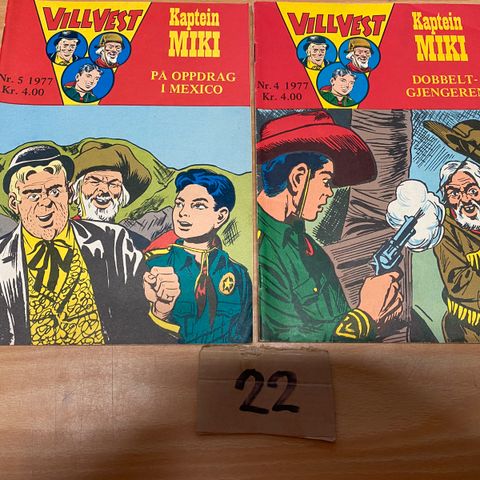 VILLVEST
Kaptein
MIKI
Nr. 5 1977
Kr. 4.00
PÅ OPPDRAG
I MEXICO
VILLVEST
Kaptein
MIKI
Nr. 4 1977
Kr. 4.00
DOBBELT-
GJENGEREN
22